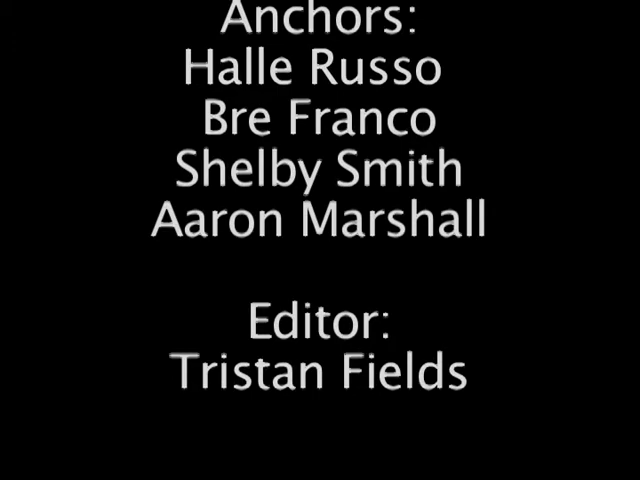 Anchors:
Halle Russo
Bre Franco
Shelby Smith
Aaron Marshall
Editor:
Tristan Fields